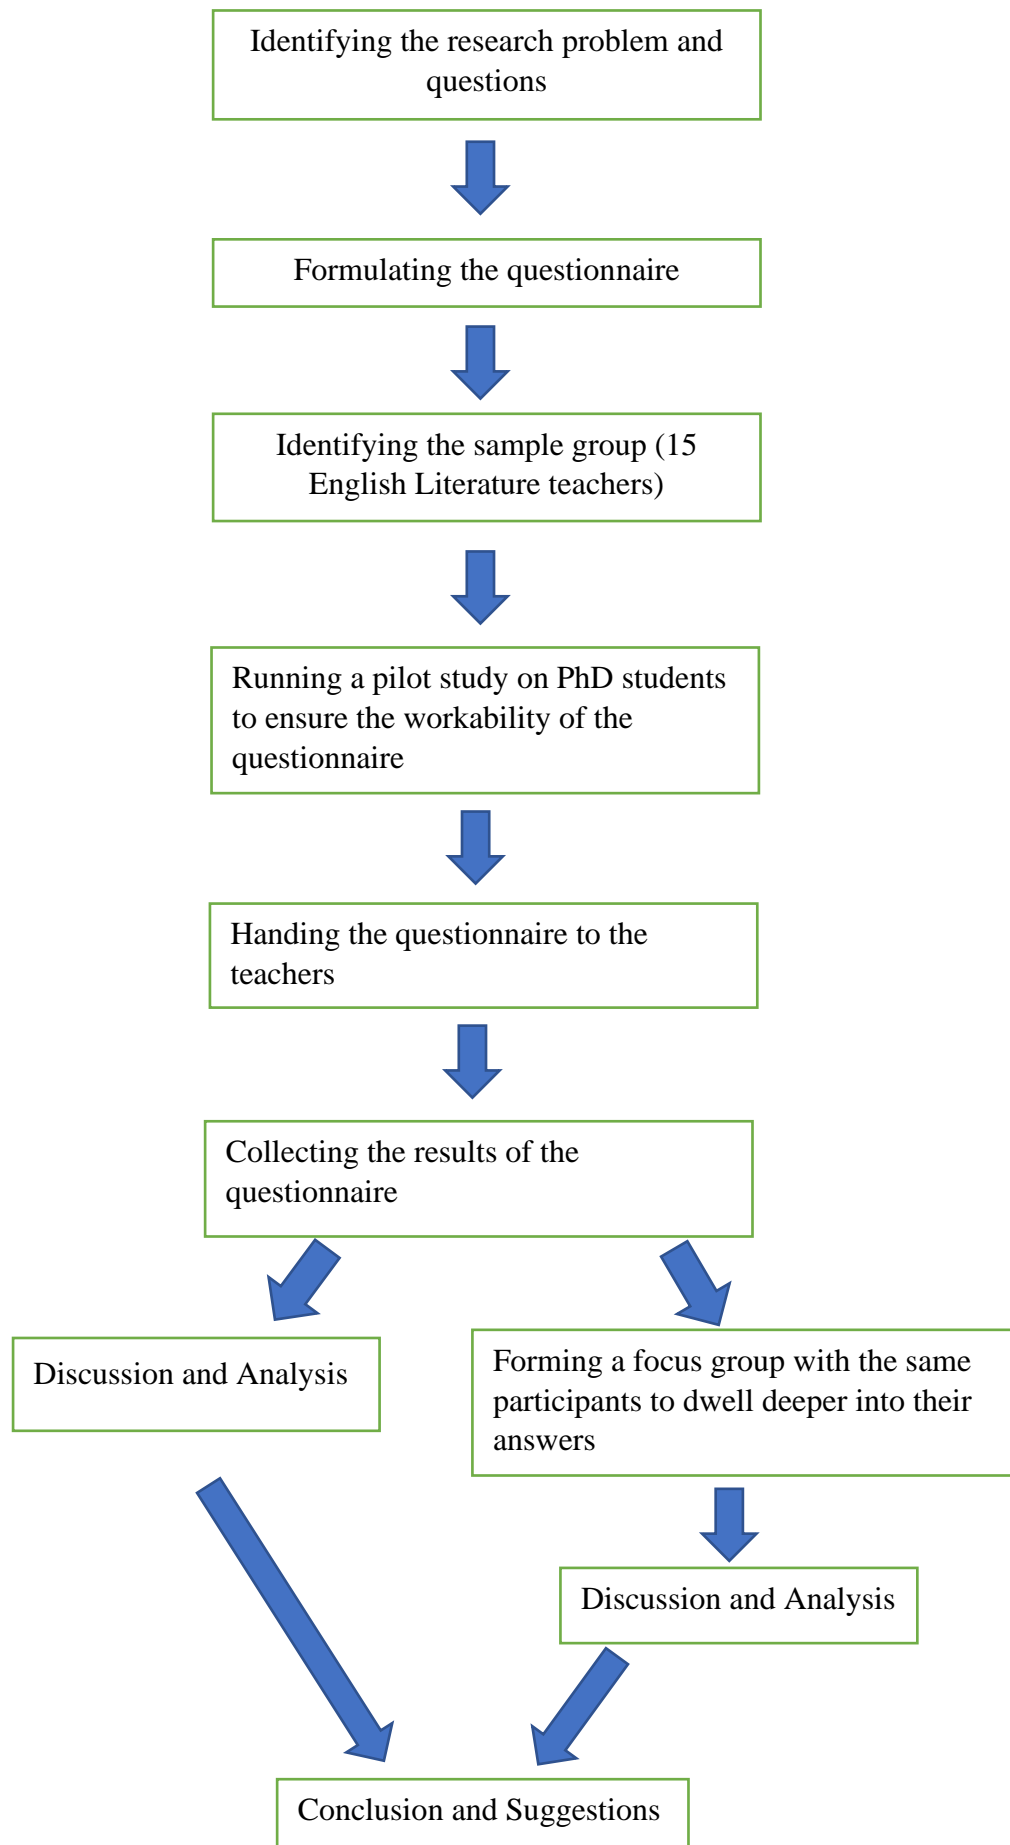 Identifying the research problem and
questions
Formulating the questionnaire
Identifying the sample group (15
English Literature teachers)
Running a pilot study on PhD students
to ensure the workability of the
questionnaire
Handing the questionnaire to the
teachers
Collecting the results of the
questionnaire
Discussion and Analysis
Forming a focus group with the same
participants to dwell deeper into their
answers
Discussion and Analysis
Conclusion and Suggestions